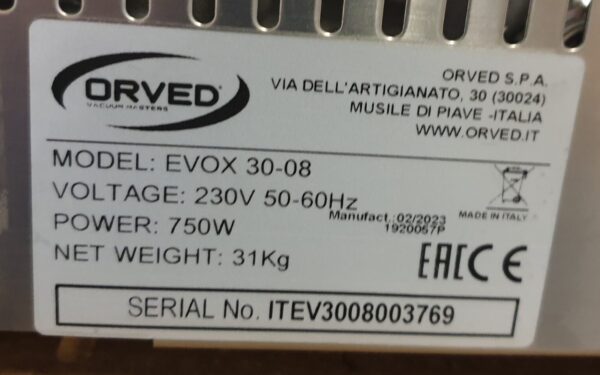 ORVED
VACUUM MASTERS
ORVED S.P.A.
VIA DELL'ARTIGIANATO, 30 (30024)
MUSILE DI PIAVE -ITALIA
WWW.ORVED.IT
MODEL: EVOX 30-08
VOLTAGE: 230V 50-60Hz
POWER: 750W
Manufact.:02/2023
1920057P
MADE IN ITALY
NET WEIGHT: 31Kg
EAC CE
SERIAL No. ITEV3008003769